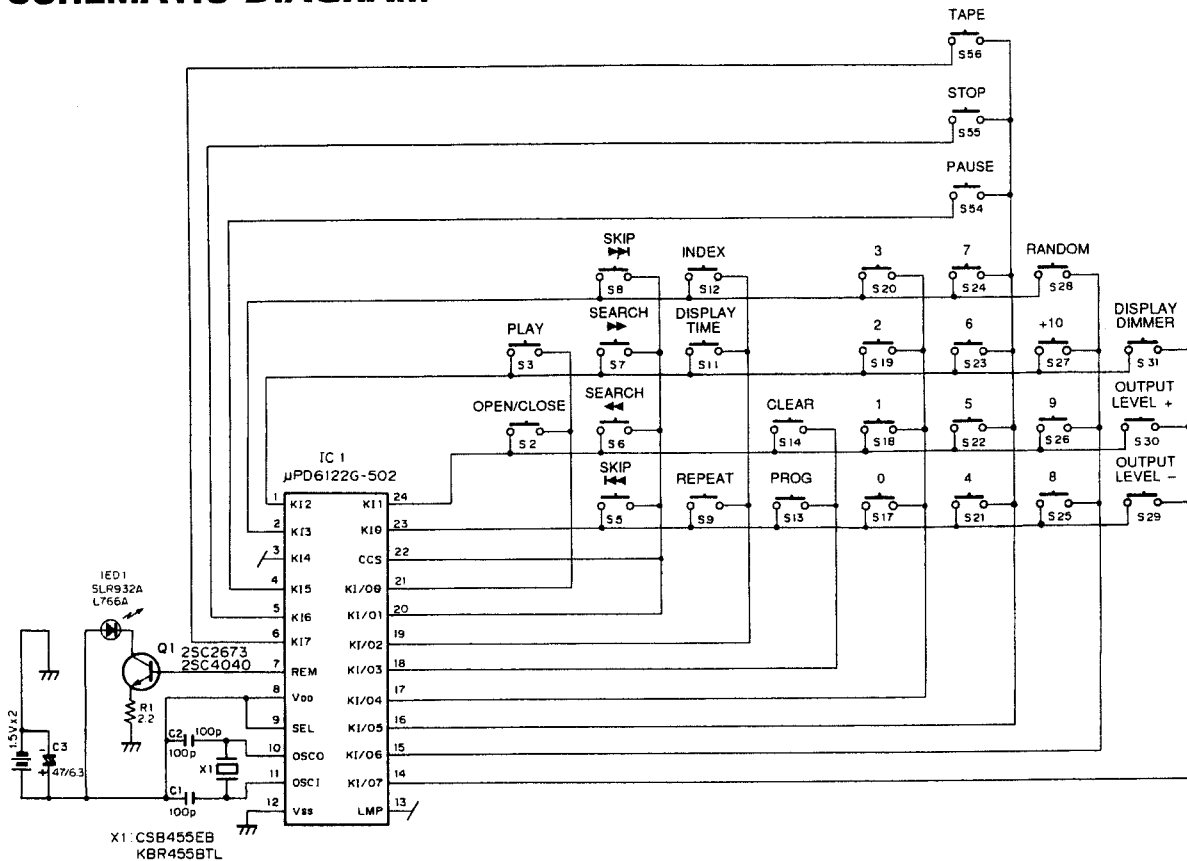 SCHEMATIC DIAGRAM
TAPE
S56
STOP
S55
PAUSE
S54
SKIP
S8
INDEX
S12
3
S20
7
S24
RANDOM
S28
PLAY
S3
SEARCH
S7
DISPLAY
TIME
S11
2
S19
6
S23
+10
S27
DISPLAY
DIMMER
S31
OPEN/CLOSE
S2
SEARCH
S6
CLEAR
S14
1
S18
5
S22
9
S26
OUTPUT
LEVEL +
S30
SKIP
S5
REPEAT
S9
PROG
S13
0
S17
4
S21
8
S25
OUTPUT
LEVEL −
S29
IC 1
µPD6122G-502
1 KI2 KI1 24
2 KI3 KI0 23
3 KI4 CCS 22
4 KI5 KI/O0 21
5 KI6 KI/O1 20
6 KI7 KI/O2 19
7 REM KI/O3 18
8 VDD KI/O4 17
9 SEL KI/O5 16
10 OSCO KI/O6 15
11 OSCI KI/O7 14
12 VSS LMP 13
IED1
SLR932A
L766A
Q1 2SC2673
2SC4040
R1
2.2
1.5V x 2
- C3
+ 47/6.3
C2 100p
100p
X1
C1
100p
X1: CSB455EB
KBR455BTL